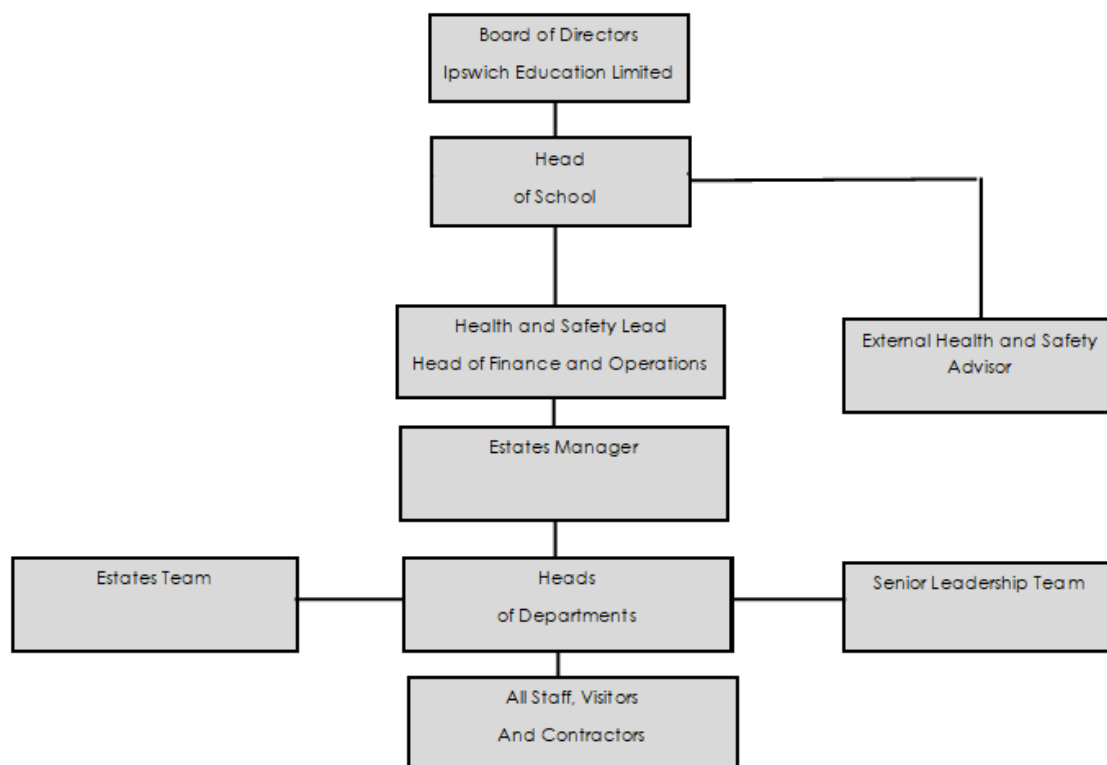 Board of Directors
Ipswich Education Limited
Head
of School
Health and Safety Lead
Head of Finance and Operations
External Health and Safety
Advisor
Estates Manager
Estates Team
Heads
of Departments
Senior Leadership Team
All Staff, Visitors
And Contractors